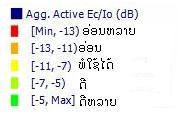 Agg. Active Ec/Io (dB)
[Min, -13) ອ່ອນຫລາຍ
[-13, -11)ອ່ອນ
[-11, -7) ພໍໃຊ້ໄດ້
[-7, -5) ດີ
[-5, Max] ດີຫລາຍ